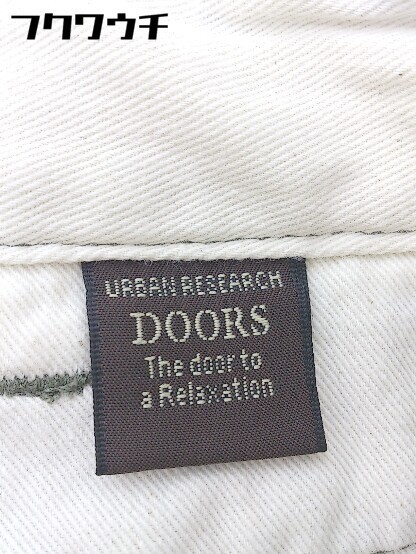 フクワウチ
URBAN RESEARCH
DOORS
The door to
a Relaxation